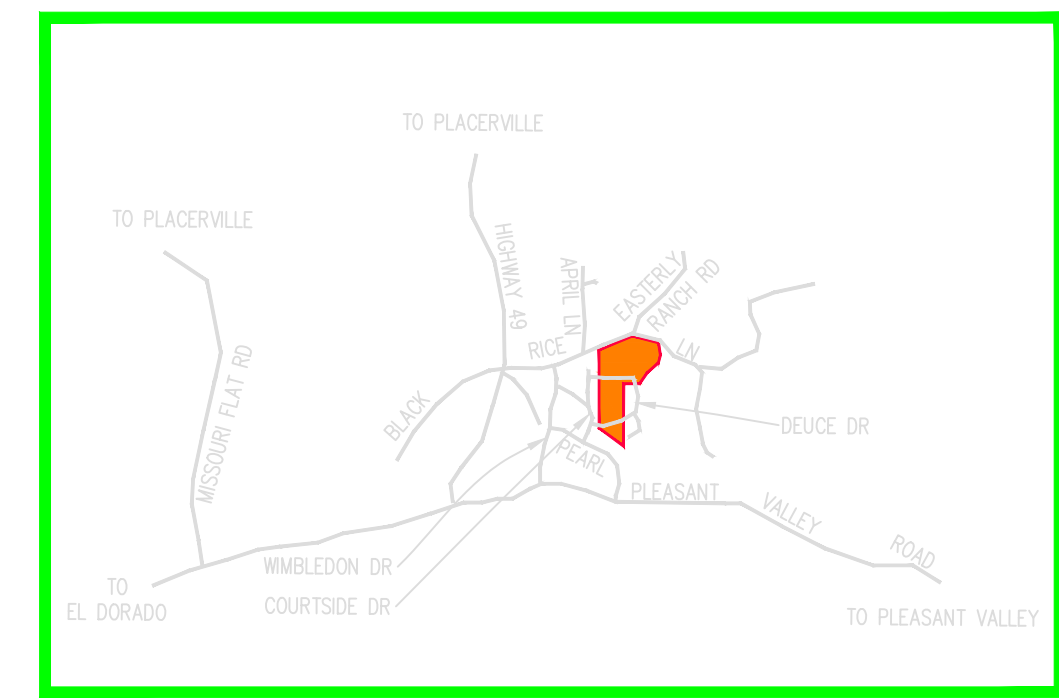 TO PLACERVILLE
TO PLACERVILLE
HIGHWAY 49
APRIL LN
EASTERLY
RANCH RD
MISSOURI FLAT RD
BLACK
RICE
LN
DEUCE DR
PEARL
PLEASANT
VALLEY
ROAD
WIMBLEDON DR
COURTSIDE DR
TO
EL DORADO
TO PLEASANT VALLEY